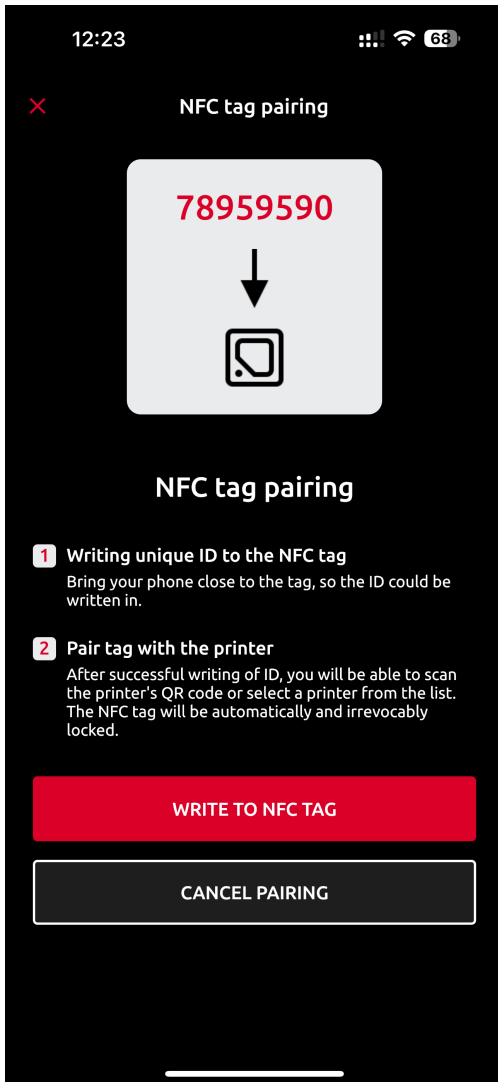 12:23
68
NFC tag pairing
78959590
NFC tag pairing
1 Writing unique ID to the NFC tag
Bring your phone close to the tag, so the ID could be
written in.
2 Pair tag with the printer
After successful writing of ID, you will be able to scan
the printer's QR code or select a printer from the list.
The NFC tag will be automatically and irrevocably
locked.
WRITE TO NFC TAG
CANCEL PAIRING